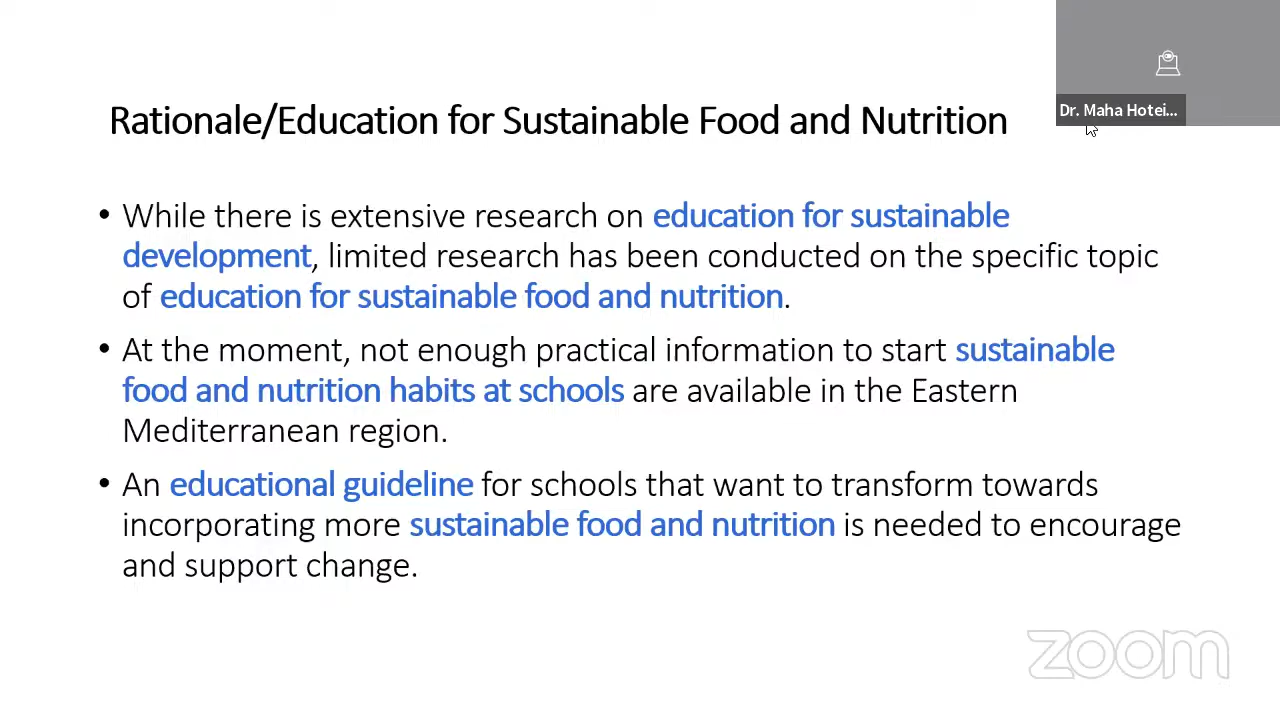 Dr. Maha Hotei...
Rationale/Education for Sustainable Food and Nutrition
• While there is extensive research on education for sustainable
development, limited research has been conducted on the specific topic
of education for sustainable food and nutrition.
• At the moment, not enough practical information to start sustainable
food and nutrition habits at schools are available in the Eastern
Mediterranean region.
• An educational guideline for schools that want to transform towards
incorporating more sustainable food and nutrition is needed to encourage
and support change.
zoom